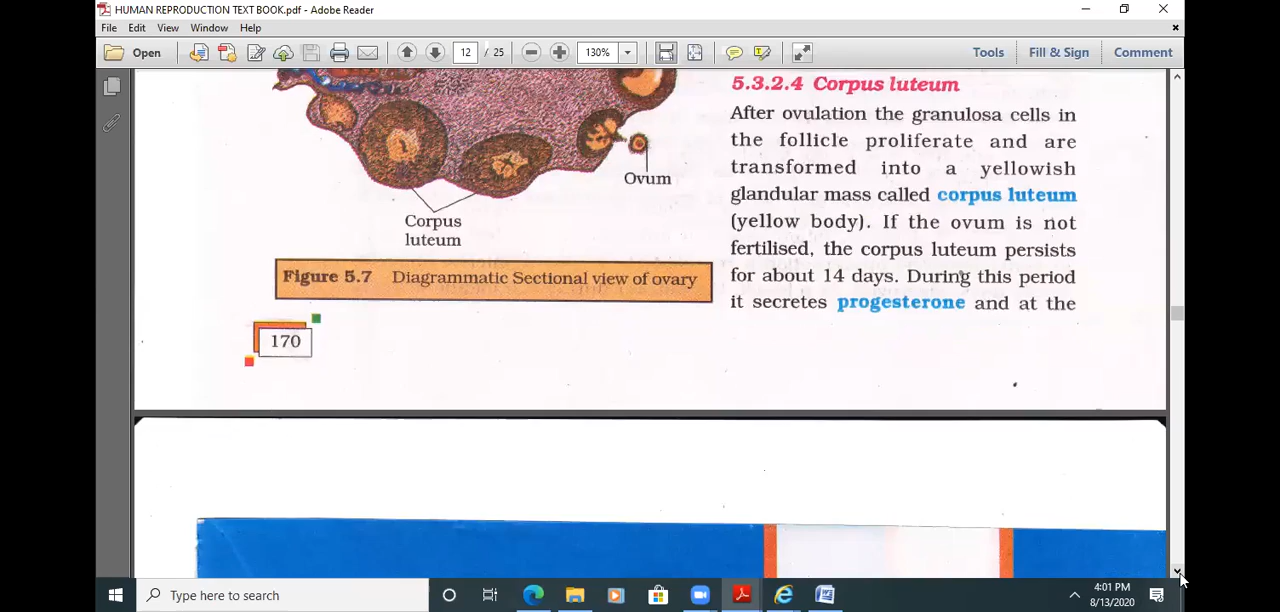 HUMAN REPRODUCTION TEXT BOOK.pdf - Adobe Reader
File Edit View Window Help
Open 12 / 25 130% Tools Fill & Sign Comment
Ovum
Corpus
luteum
Figure 5.7 Diagrammatic Sectional view of ovary
170
5.3.2.4 Corpus luteum
After ovulation the granulosa cells in
the follicle proliferate and are
transformed into a yellowish
glandular mass called corpus luteum
(yellow body). If the ovum is not
fertilised, the corpus luteum persists
for about 14 days. During this period
it secretes progesterone and at the
Type here to search
4:01 PM
8/13/2020